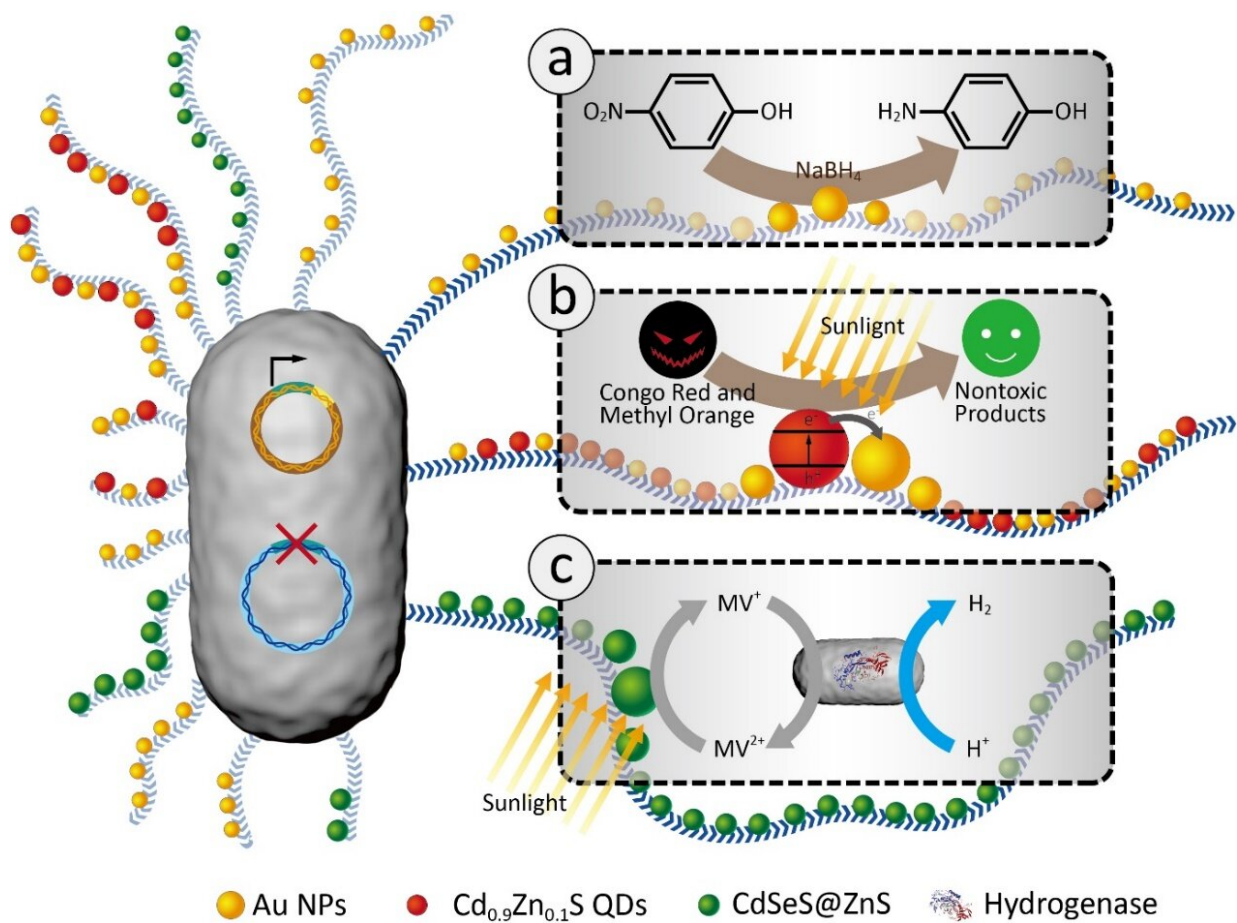 a
O₂N
OH
H₂N
OH
NaBH₄
b
Sunlignt
Congo Red and
Methyl Orange
Nontoxic
Products
e⁻
e⁻
h⁺
c
MV⁺
H₂
MV²⁺
H⁺
Sunlight
Au NPs
Cd₀.₉Zn₀.₁S QDs
CdSeS@ZnS
Hydrogenase